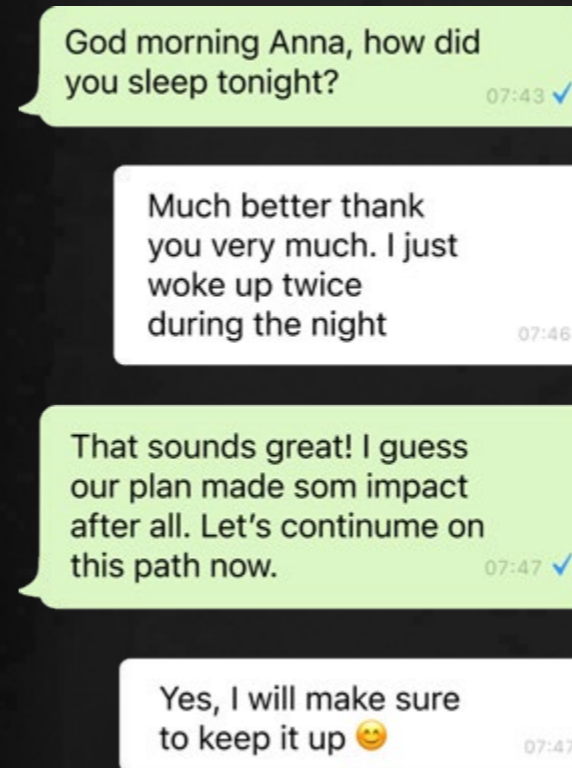 God morning Anna, how did
you sleep tonight?
07:43
Much better thank
you very much. I just
woke up twice
during the night
07:46
That sounds great! I guess
our plan made som impact
after all. Let's continume on
this path now.
07:47
Yes, I will make sure
to keep it up 😊
07:47